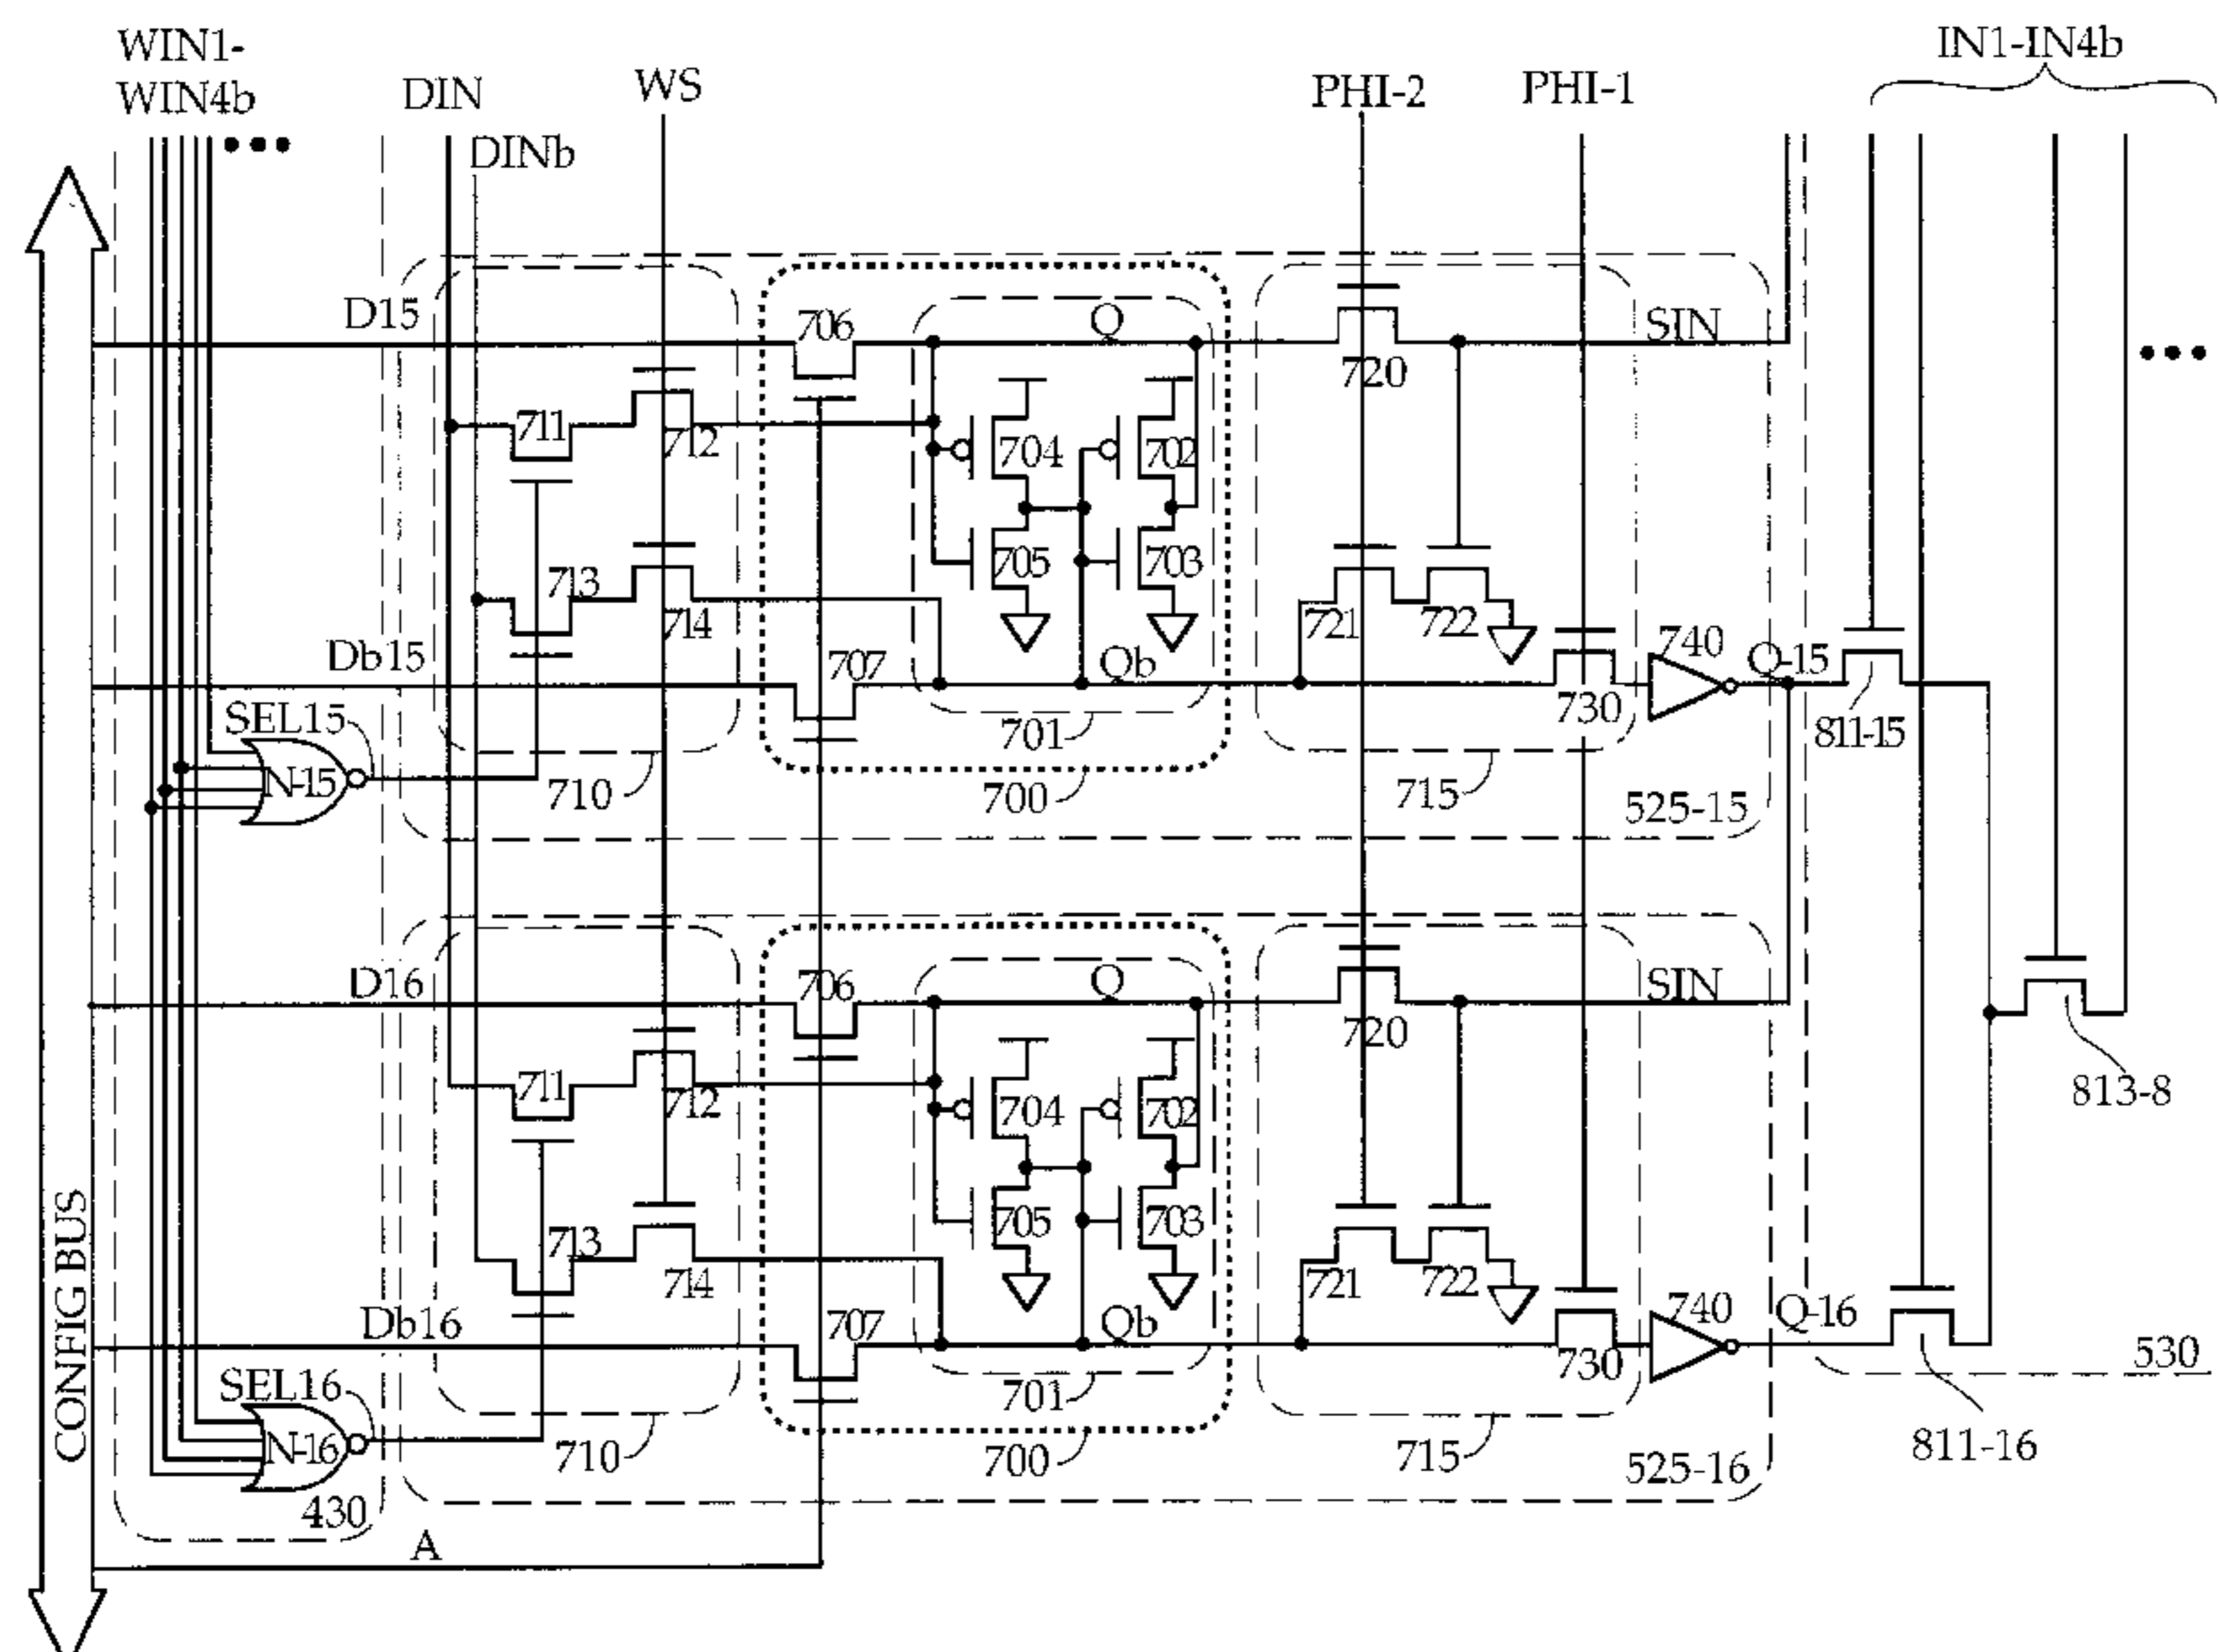 WIN1-
WIN4b
DIN
DINb
WS
PHI-2
PHI-1
IN1-IN4b
D15
706
Q
720
SIN
711
712
704
702
713
714
705
703
721
722
740
Q-15
Db15
707
Qb
730
701
811-15
SEL15
N-15
710
700
715
525-15
D16
706
Q
720
SIN
711
712
704
702
813-8
713
714
705
703
721
722
740
Q-16
Db16
707
Qb
730
530
701
SEL16
N-16
710
700
715
525-16
811-16
430
A
CONFIG BUS